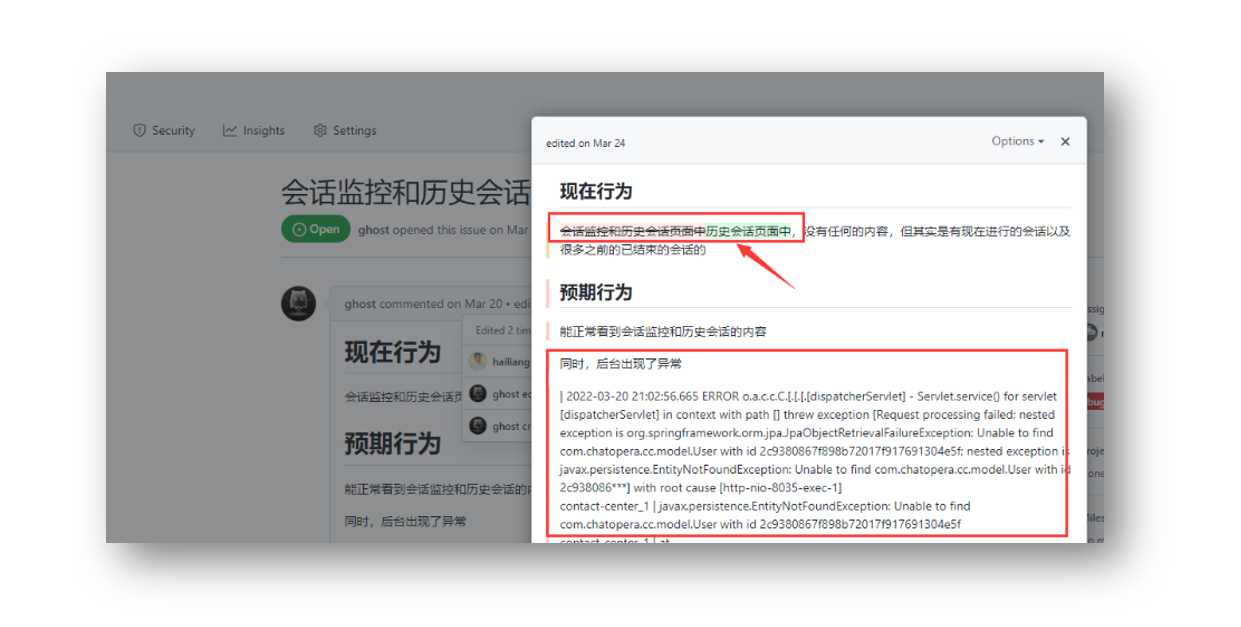 Security Insights Settings
会话监控和历史会话
Open ghost opened this issue on Mar
ghost commented on Mar 20 • edi
Edited 2 tim
hailiang
ghost ed
ghost cr
现在行为
会话监控和历史会话页
预期行为
能正常看到会话监控和历史会话的
同时，后台出现了异常
edited on Mar 24
Options
现在行为
会话监控和历史会话页面中历史会话页面中，没有任何的内容，但其实是有现在进行的会话以及
很多之前的已结束的会话的
预期行为
能正常看到会话监控和历史会话的内容
同时，后台出现了异常
| 2022-03-20 21:02:56.665 ERROR o.a.c.c.C.[.[.[.[dispatcherServlet] - Servlet.service() for servlet
[dispatcherServlet] in context with path [] threw exception [Request processing failed: nested
exception is org.springframework.orm.jpa.JpaObjectRetrievalFailureException: Unable to find
com.chatopera.cc.model.User with id 2c9380867f898b72017f917691304e5f; nested exception is
javax.persistence.EntityNotFoundException: Unable to find com.chatopera.cc.model.User with id
2c938086***] with root cause [http-nio-8035-exec-1]
contact-center_1 | javax.persistence.EntityNotFoundException: Unable to find
com.chatopera.cc.model.User with id 2c9380867f898b72017f917691304e5f
contact-center_1 | at